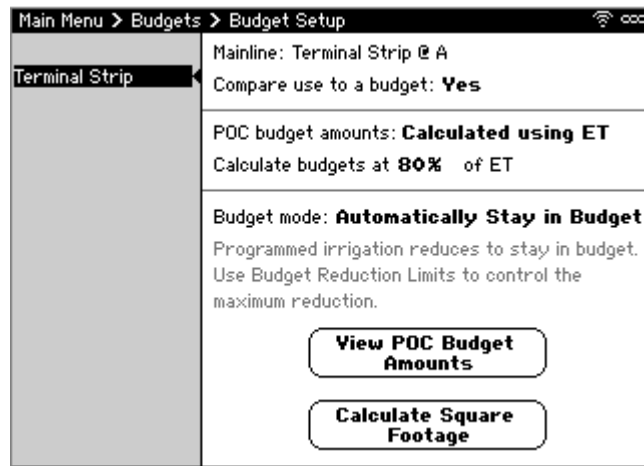 Main Menu > Budgets > Budget Setup
Terminal Strip
Mainline: Terminal Strip @ A
Compare use to a budget: Yes
POC budget amounts: Calculated using ET
Calculate budgets at 80% of ET
Budget mode: Automatically Stay in Budget
Programmed irrigation reduces to stay in budget.
Use Budget Reduction Limits to control the
maximum reduction.
View POC Budget
Amounts
Calculate Square
Footage